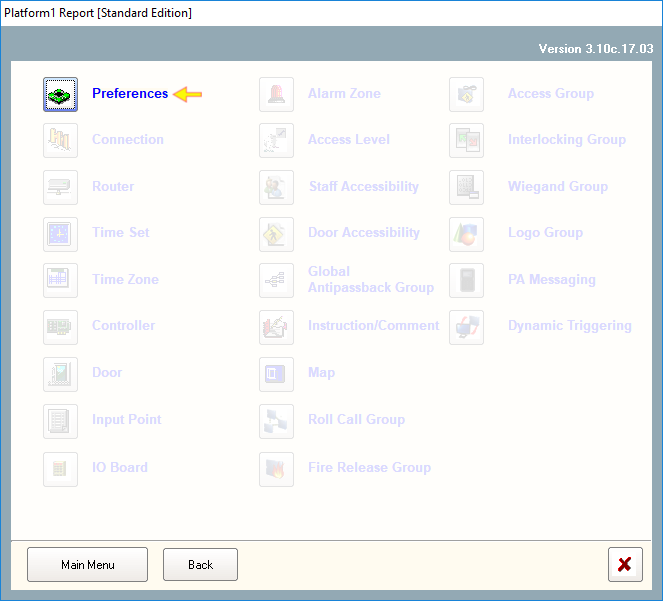 Platform1 Report [Standard Edition]
Version 3.10c.17.03
Preferences
Connection
Router
Time Set
Time Zone
Controller
Door
Input Point
IO Board
Alarm Zone
Access Level
Staff Accessibility
Door Accessibility
Global
Antipassback Group
Instruction/Comment
Map
Roll Call Group
Fire Release Group
Access Group
Interlocking Group
Wiegand Group
Logo Group
PA Messaging
Dynamic Triggering
Main Menu
Back